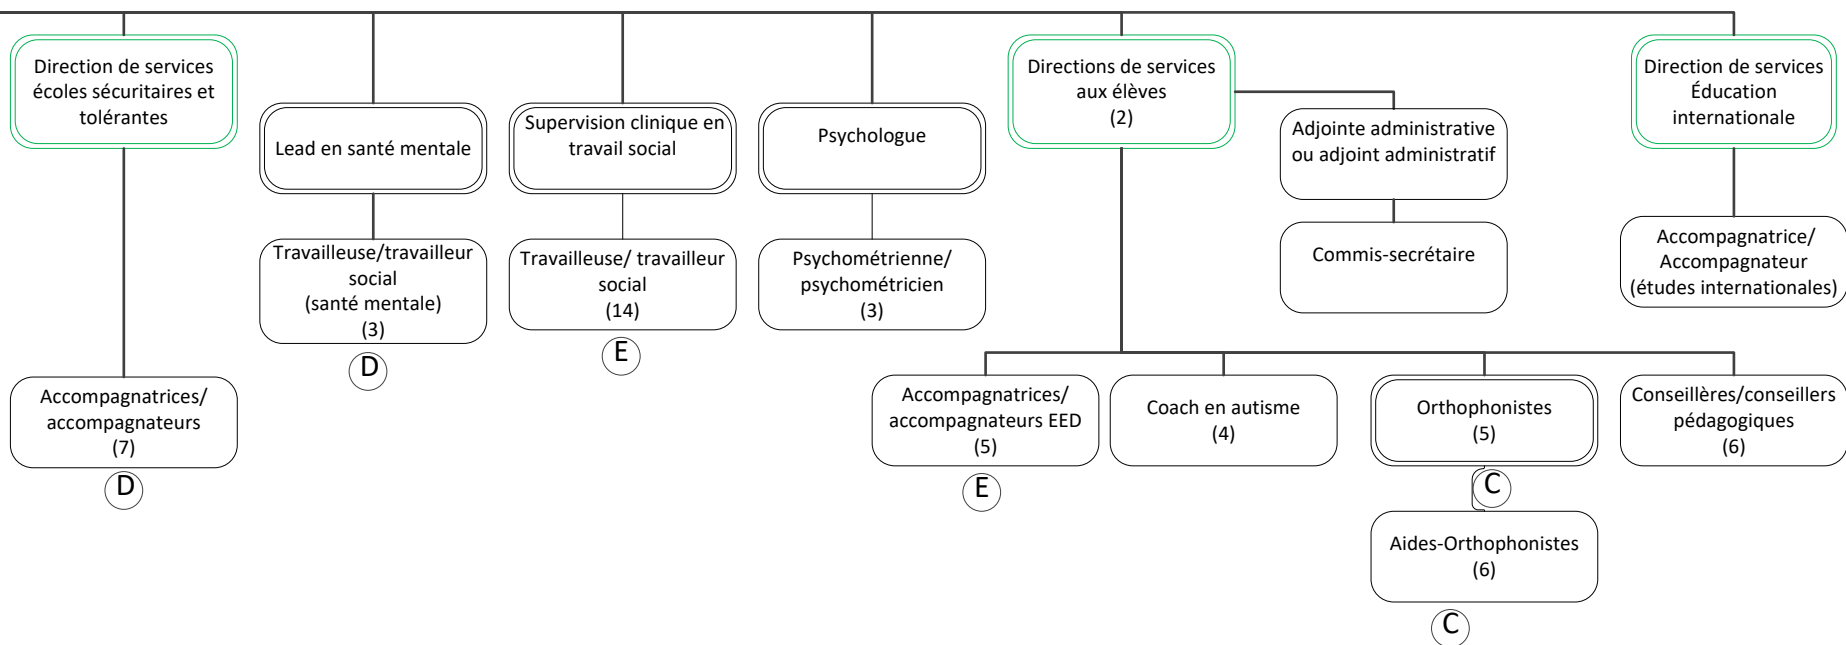 Direction de services
écoles sécuritaires et
tolérantes
Lead en santé mentale
Supervision clinique en
travail social
Psychologue
Directions de services
aux élèves
(2)
Adjointe administrative
ou adjoint administratif
Direction de services
Éducation
internationale
Travailleuse/travailleur
social
(santé mentale)
(3)
D
Travailleuse/ travailleur
social
(14)
E
Psychométrienne/
psychométricien
(3)
Commis-secrétaire
Accompagnatrice/
Accompagnateur
(études internationales)
Accompagnatrices/
accompagnateurs
(7)
D
Accompagnatrices/
accompagnateurs EED
(5)
E
Coach en autisme
(4)
Orthophonistes
(5)
C
Conseillères/conseillers
pédagogiques
(6)
Aides-Orthophonistes
(6)
C